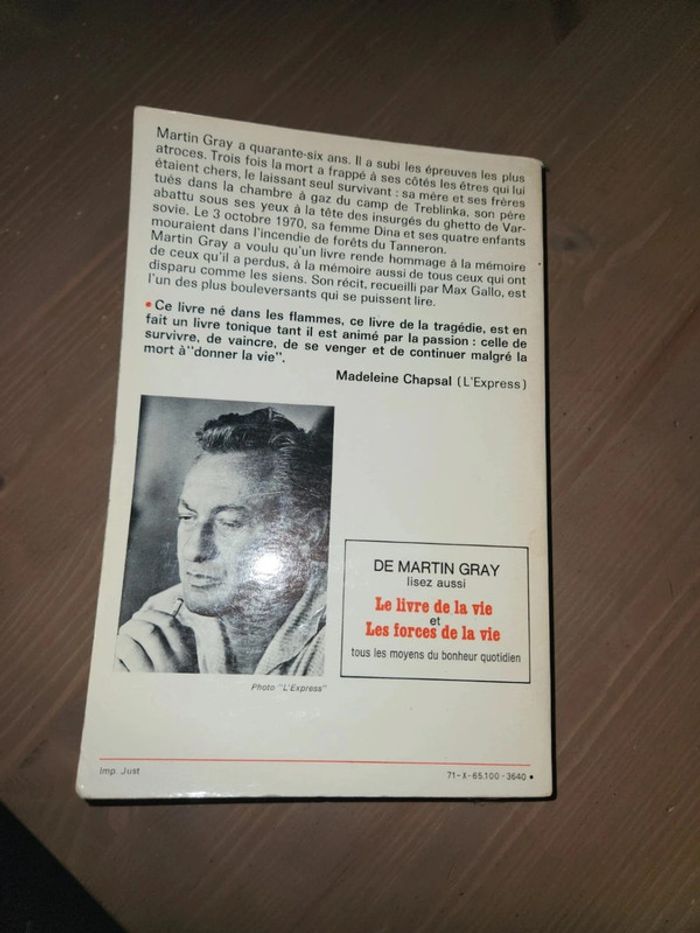 Martin Gray a quarante-six ans. Il a subi les épreuves les plus
atroces. Trois fois la mort a frappé à ses côtés les êtres qui lui
étaient chers, le laissant seul survivant : sa mère et ses frères
tués dans la chambre à gaz du camp de Treblinka, son père
abattu sous ses yeux à la tête des insurgés du ghetto de Var-
sovie. Le 3 octobre 1970, sa femme Dina et ses quatre enfants
mouraient dans l'incendie de forêts du Tanneron.
Martin Gray a voulu qu'un livre rende hommage à la mémoire
de ceux qu'il a perdus, à la mémoire aussi de tous ceux qui ont
disparu comme les siens. Son récit, recueilli par Max Gallo, est
l'un des plus bouleversants qui se puissent lire.
• Ce livre né dans les flammes, ce livre de la tragédie, est en
fait un livre tonique tant il est animé par la passion : celle de
survivre, de vaincre, de se venger et de continuer malgré la
mort à "donner la vie".
Madeleine Chapsal (L'Express)
Photo "L'Express"
DE MARTIN GRAY
lisez aussi
Le livre de la vie
et
Les forces de la vie
tous les moyens du bonheur quotidien
Imp. Just
71-X-65.100-3640 •